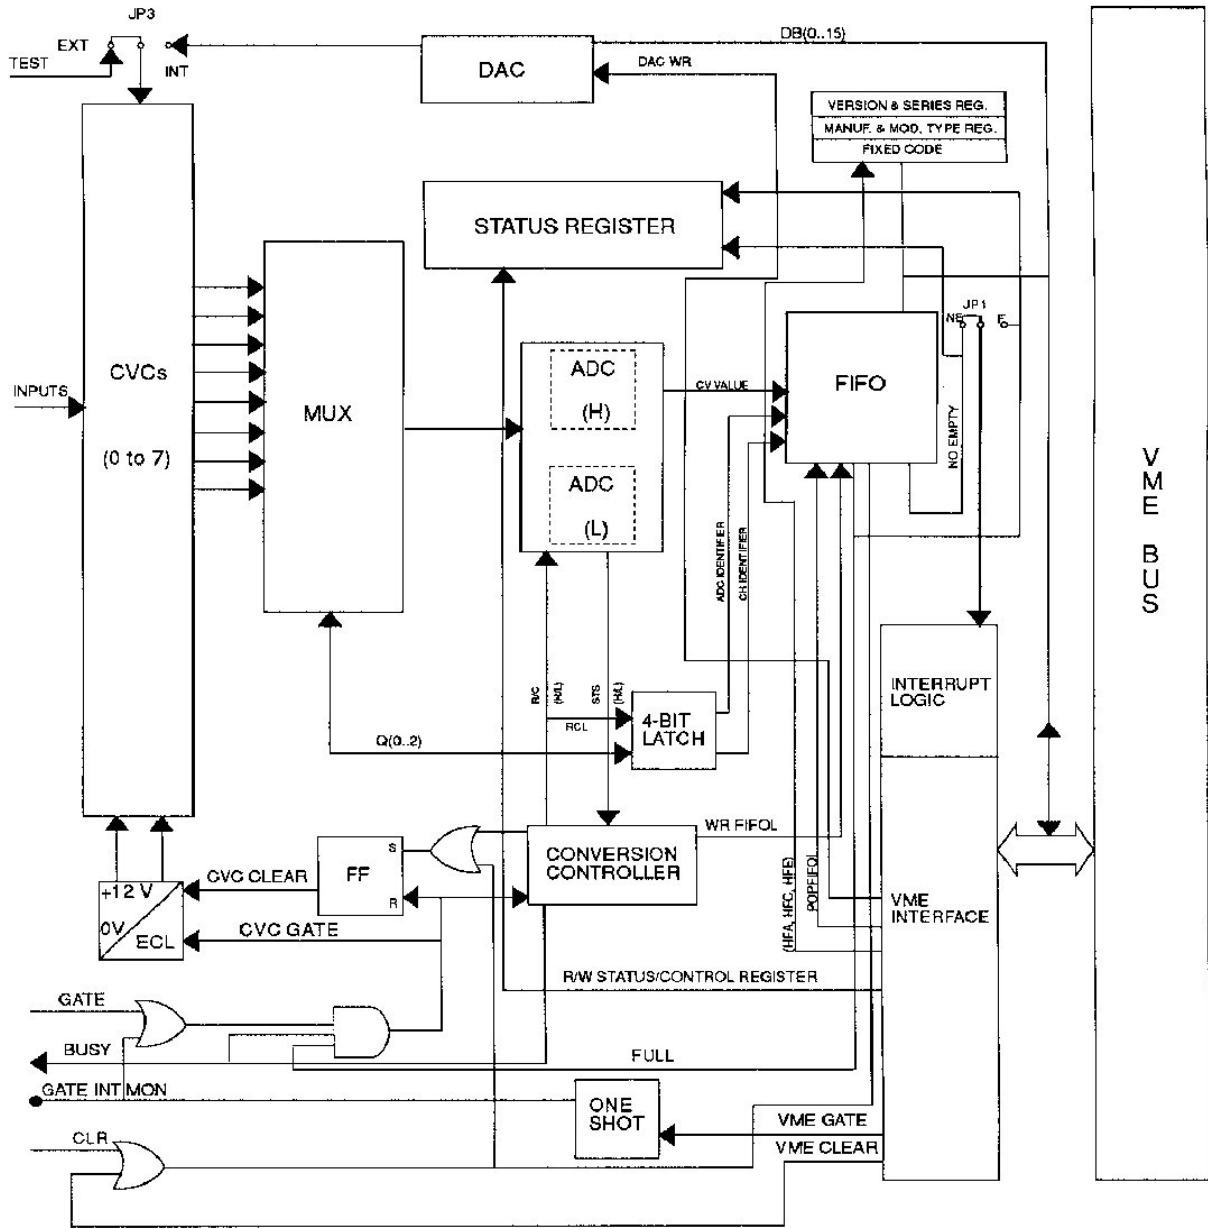 JP3
EXT
TEST
INT
DAC
DB(0..15)
DAC WR
VERSION & SERIES REG.
MANUF. & MOD. TYPE REG.
FIXED CODE
STATUS REGISTER
CVCs
(0 to 7)
INPUTS
MUX
ADC
(H)
ADC
(L)
CV VALUE
FIFO
JP1
NE
F
NO EMPTY
ADC IDENTIFIER
CH IDENTIFIER
VME BUS
INTERRUPT
LOGIC
R/C
(H/L)
STS
(H/L)
RCL
4-BIT
LATCH
Q(0..2)
WR FIFOL
CONVERSION
CONTROLLER
S
FF
R
CVC CLEAR
+12 V
0V
ECL
CVC GATE
(HFA, HFC, HFE)
POPFIFOL
VME
INTERFACE
R/W STATUS/CONTROL REGISTER
GATE
BUSY
FULL
GATE INT MON
ONE
SHOT
VME GATE
VME CLEAR
CLR